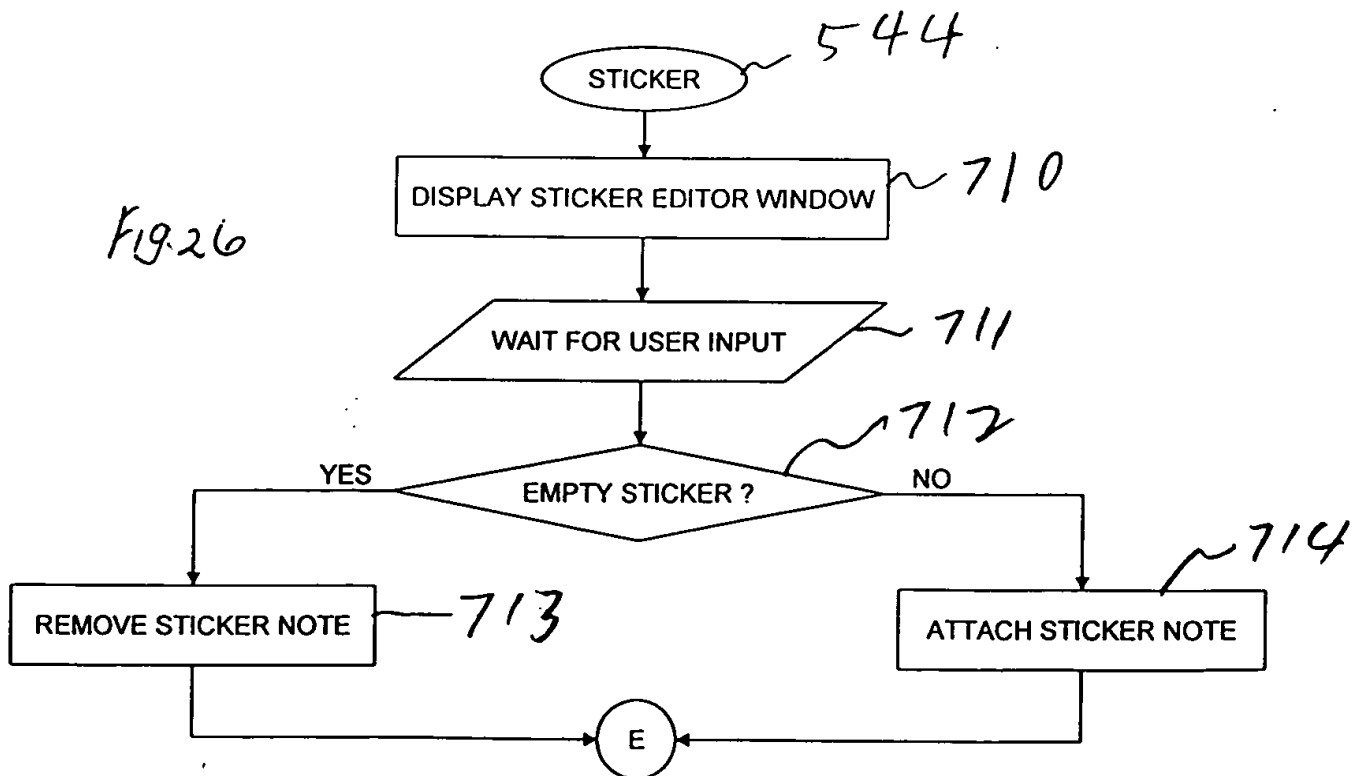 544
STICKER
710
DISPLAY STICKER EDITOR WINDOW
Fig.26
WAIT FOR USER INPUT
711
712
YES
EMPTY STICKER ?
NO
714
REMOVE STICKER NOTE
713
ATTACH STICKER NOTE
E